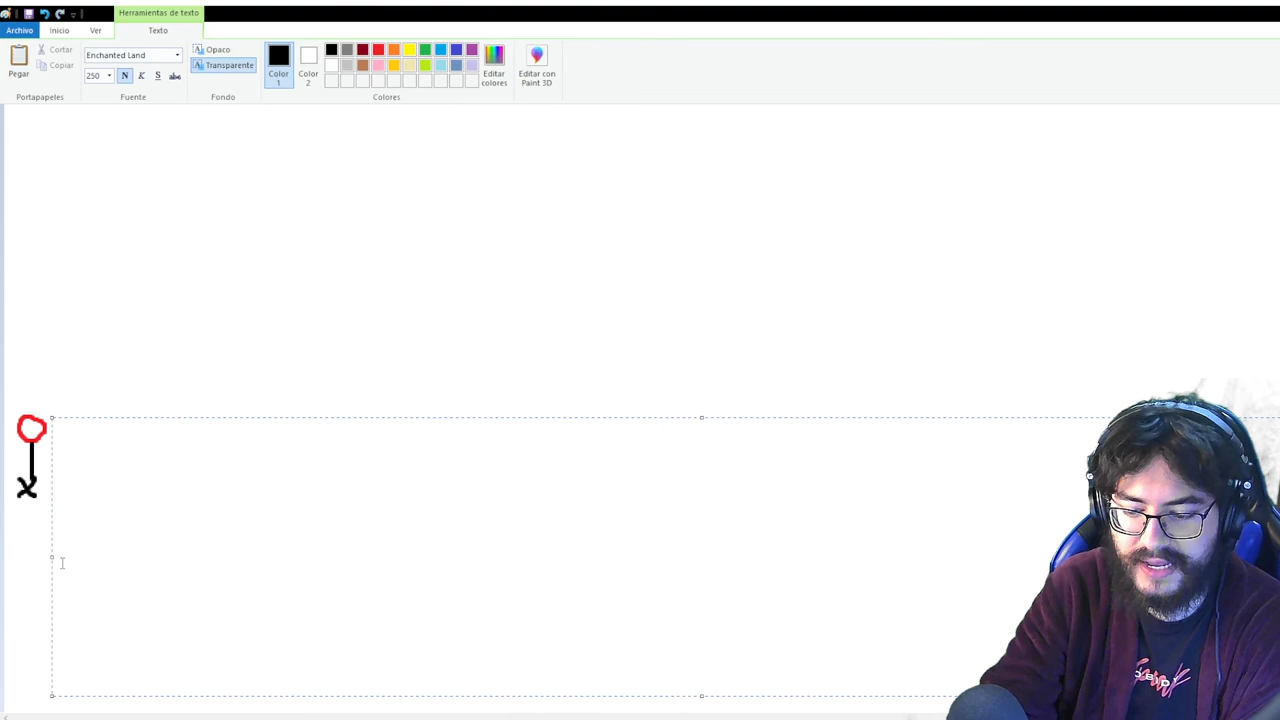 Herramientas de texto
Archivo Inicio Ver Texto
Pegar
Cortar
Copiar
Portapapeles
Enchanted Land
250 N K S abc
Fuente
Opaco
Transparente
Fondo
Color 1
Color 2
Editar colores
Colores
Editar con Paint 3D
x